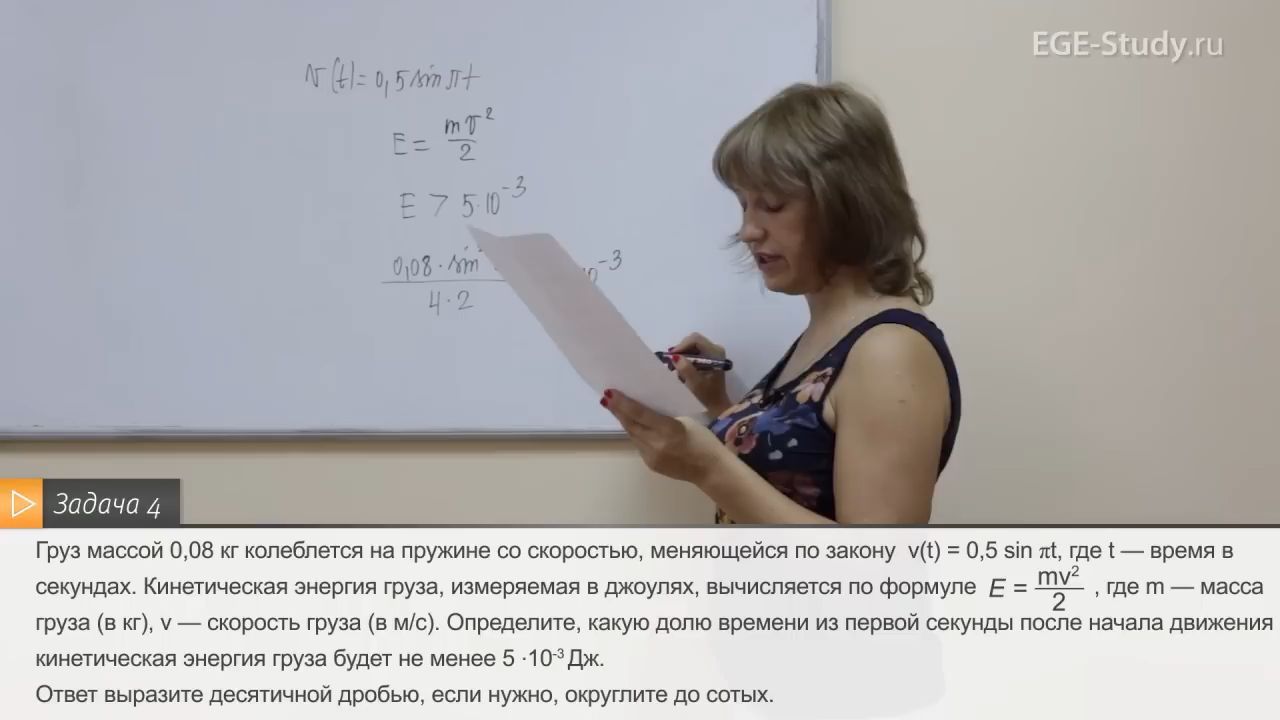 EGE-Study.ru
v(t)=0,5 sin πt
E = mv²/2
E > 5·10⁻³
0,08 · sin
4·2
10⁻³
Задача 4
Груз массой 0,08 кг колеблется на пружине со скоростью, меняющейся по закону v(t) = 0,5 sin πt, где t — время в
секундах. Кинетическая энергия груза, измеряемая в джоулях, вычисляется по формуле E = mv²/2 , где m — масса
груза (в кг), v — скорость груза (в м/с). Определите, какую долю времени из первой секунды после начала движения
кинетическая энергия груза будет не менее 5 ·10⁻³ Дж.
Ответ выразите десятичной дробью, если нужно, округлите до сотых.